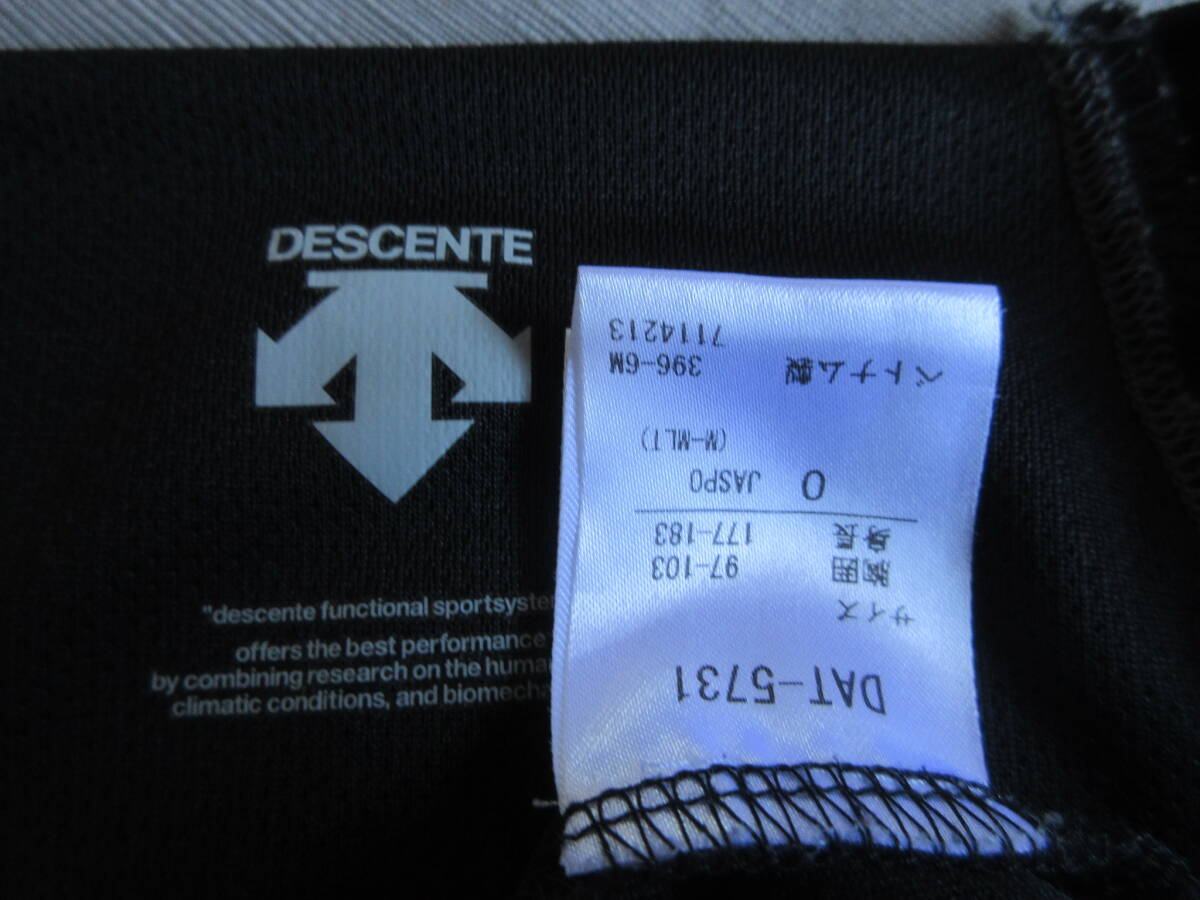 DESCENTE
"descente functional sportsyste
offers the best performance
by combining research on the huma
climatic conditions, and biomecha
DAT-5731
サイズ
胸囲 97-103
身長 177-183
O JASPO
(M-MLT)
ベトナム製 396-6M
7114213